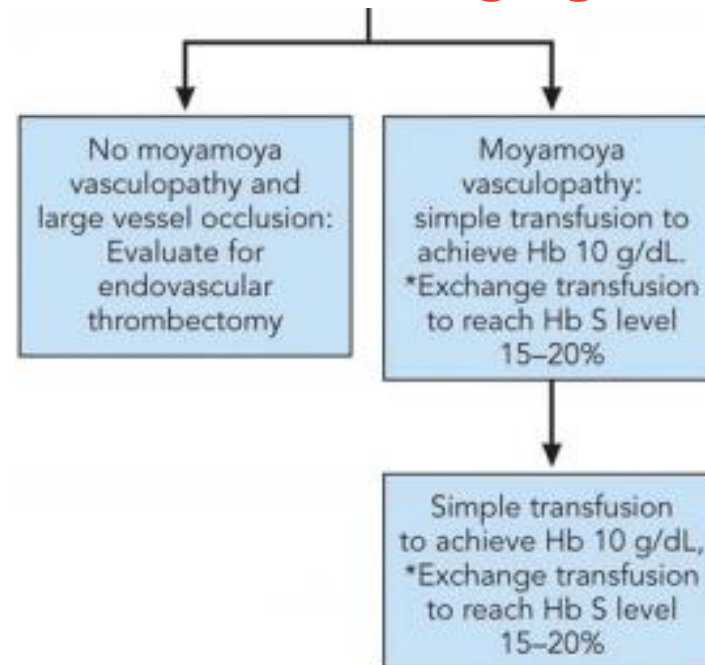 No moyamoya
vasculopathy and
large vessel occlusion:
Evaluate for
endovascular
thrombectomy
Moyamoya
vasculopathy:
simple transfusion to
achieve Hb 10 g/dL.
*Exchange transfusion
to reach Hb S level
15–20%
Simple transfusion
to achieve Hb 10 g/dL,
*Exchange transfusion
to reach Hb S level
15–20%